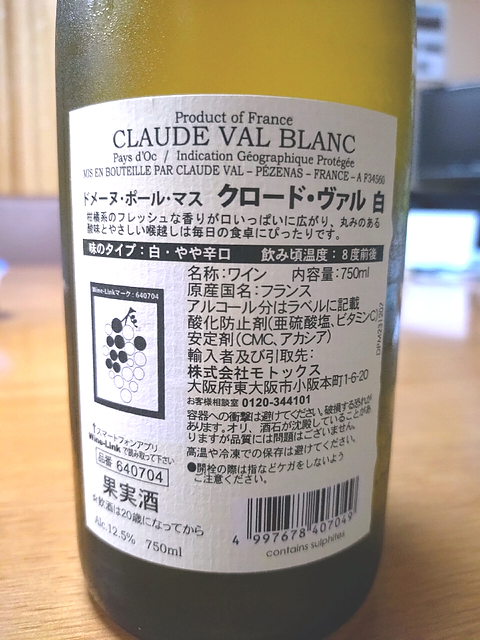 Product of France
CLAUDE VAL BLANC
Pays d'Oc / Indication Géographique Protégée
MIS EN BOUTEILLE PAR CLAUDE VAL – PÉZENAS – FRANCE – A F34560
ドメーヌ・ポール・マス クロード・ヴァル 白
柑橘系のフレッシュな香りが口いっぱいに広がり、丸みのある
酸味とやさしい喉越しは毎日の食卓にぴったりです。
味のタイプ：白・やや辛口 飲み頃温度：8度前後
名称：ワイン 内容量：750ml
原産国名：フランス
アルコール分はラベルに記載
酸化防止剤（亜硫酸塩、ビタミンC）
安定剤（CMC、アカシア）
輸入者及び引取先：
株式会社モトックス
大阪府東大阪市小阪本町1-6-20
お客様相談室 0120-344101
容器への衝撃は避けてください。破損する恐れが
あります。オリ、酒石が沈殿していることがあ
りますが品質には問題はございません。
高温や冷凍での保存は避けてください。
●開栓の際は指などケガをしないよう
ご注意ください。
Wine-Linkマーク：640704
↑スマートフォンアプリ
Wine-Linkで読み取って下さい
品番 640704
果実酒
☆飲酒は20歳になってから
Alc.12.5% 750ml
4 997678 407049
contains sulphites